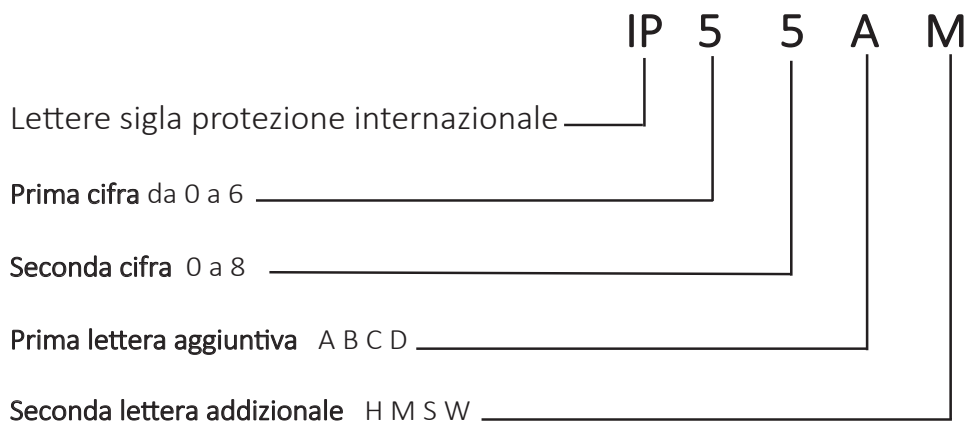 IP 5 5 A M
Lettere sigla protezione internazionale
Prima cifra da 0 a 6
Seconda cifra 0 a 8
Prima lettera aggiuntiva A B C D
Seconda lettera addizionale H M S W